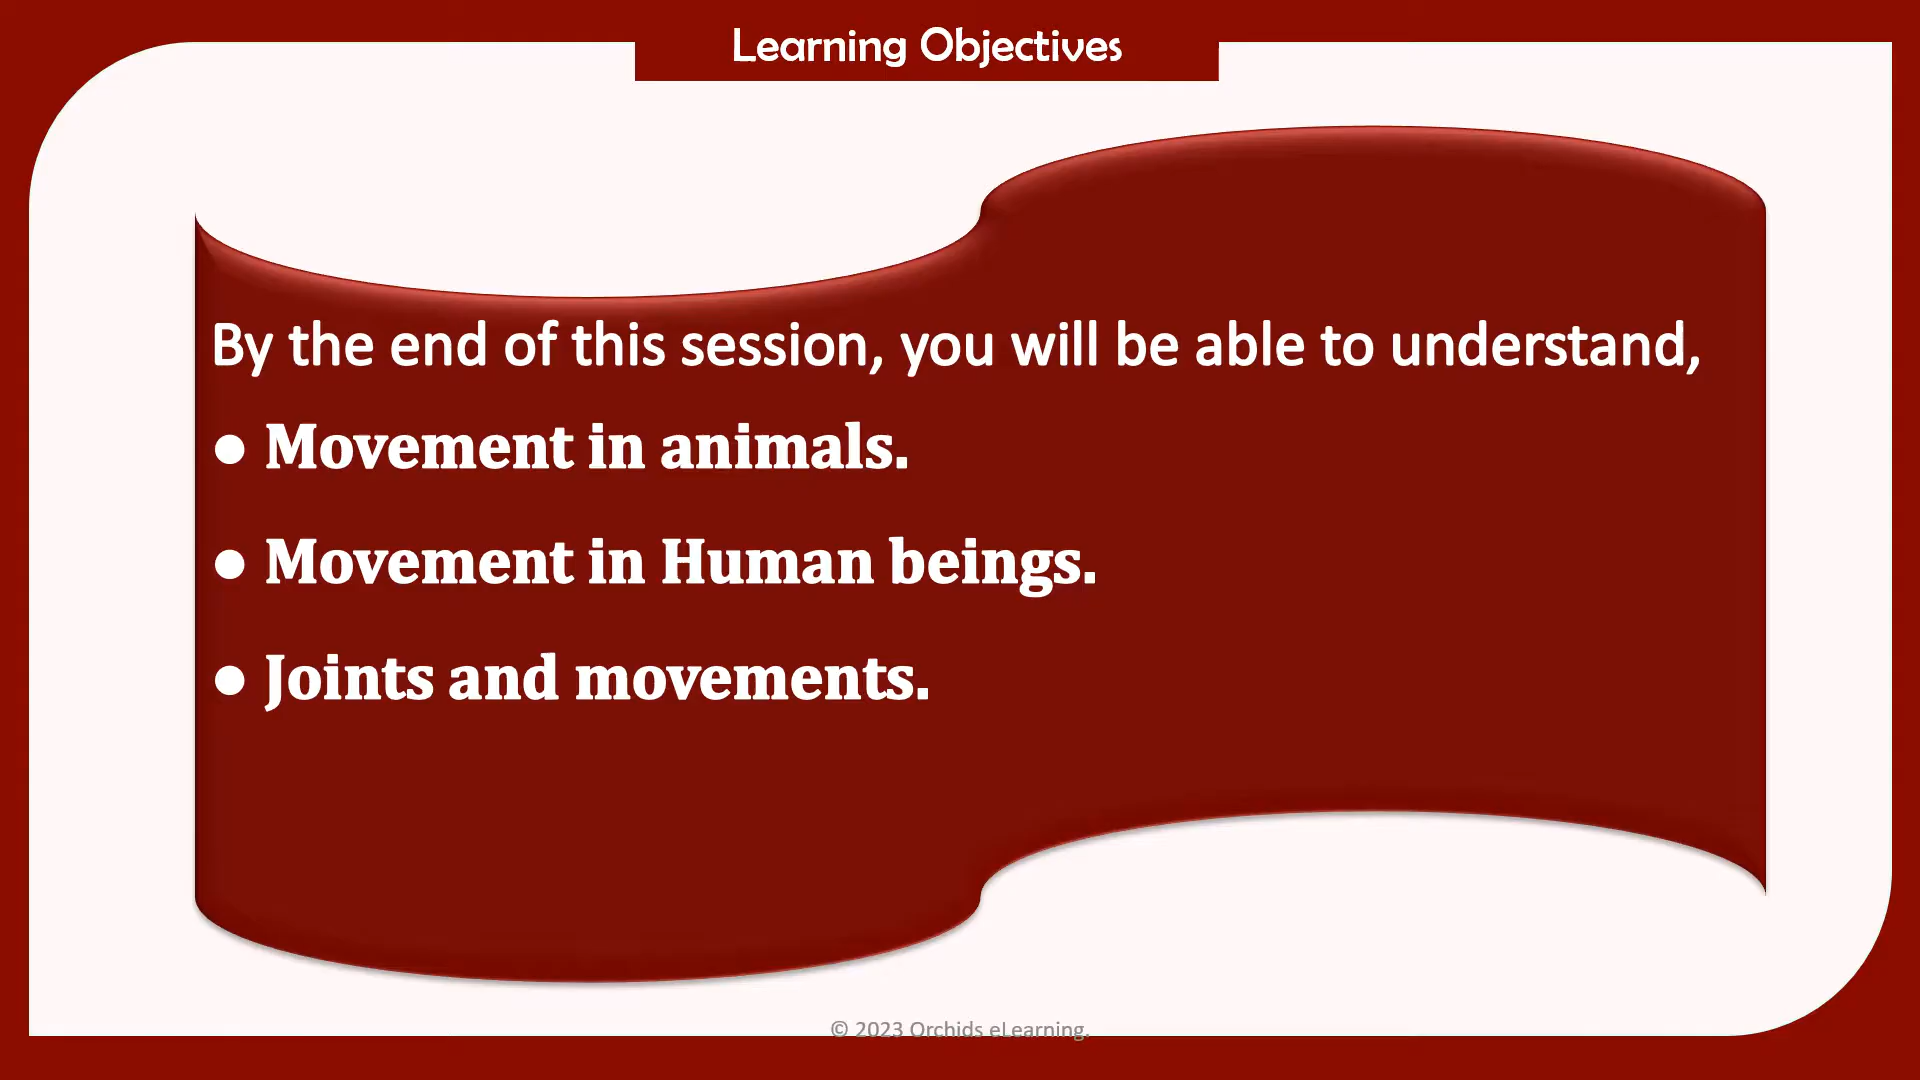 Learning Objectives
By the end of this session, you will be able to understand,
● Movement in animals.
● Movement in Human beings.
● Joints and movements.
© 2023 Orchids eLearning.